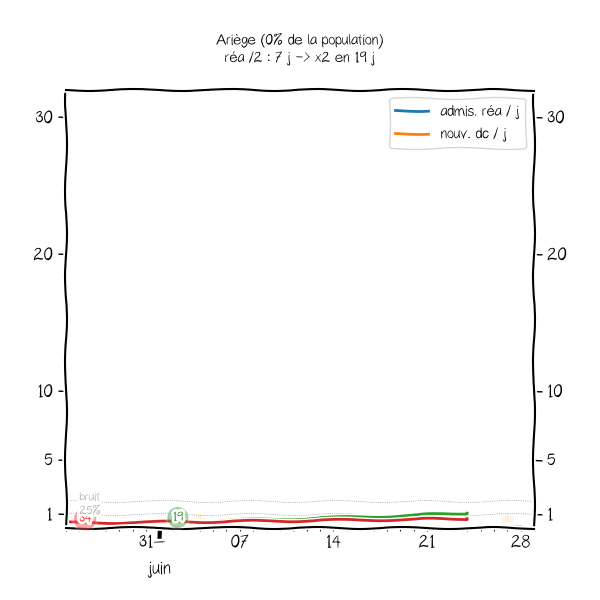 Ariège (0% de la population)
réa /2 : 7 j -> x2 en 19 j
admis. réa / j
nouv. dc / j
30 30
20 20
10 10
5 5
bruit
25%
19
1 1
31 07 14 21 28
juin